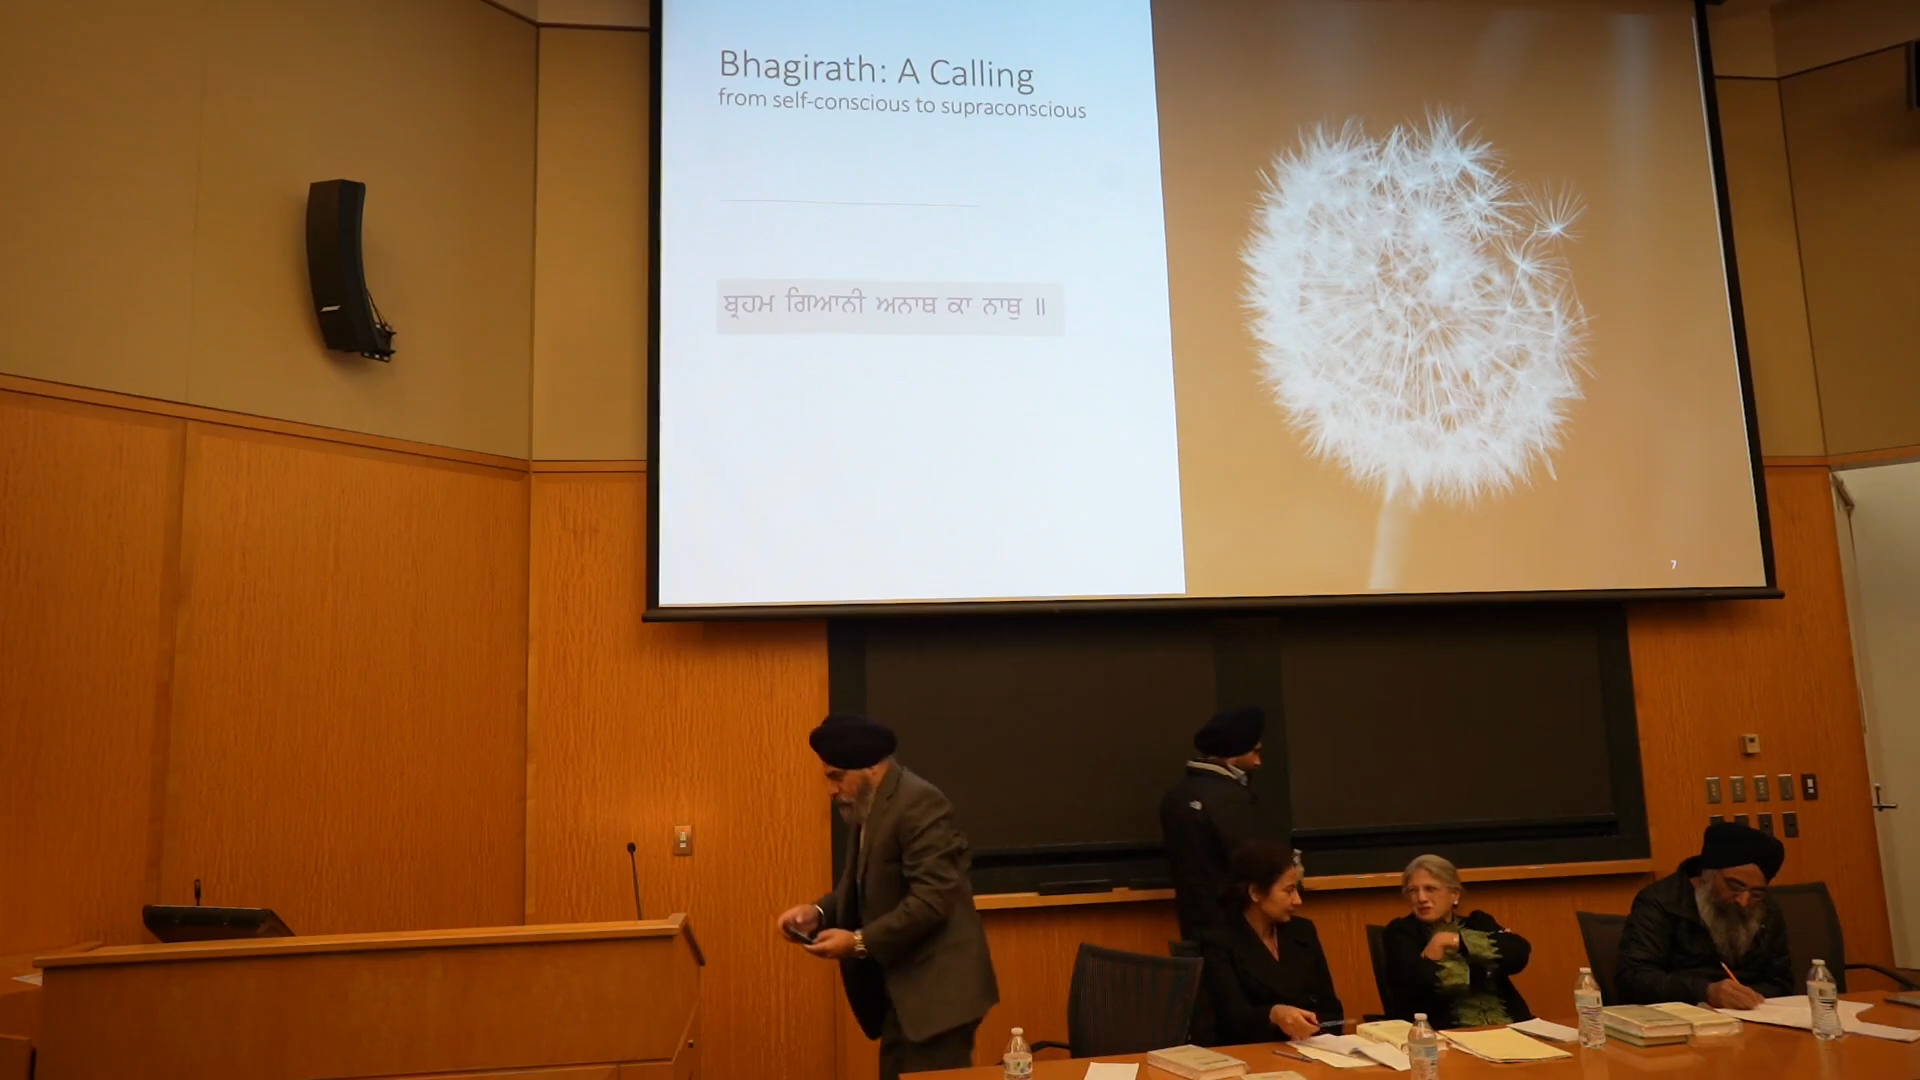 Bhagirath: A Calling
from self-conscious to supraconscious
ਬ੍ਰਹਮ ਗਿਆਨੀ ਅਨਾਥ ਕਾ ਨਾਥੁ ॥
7